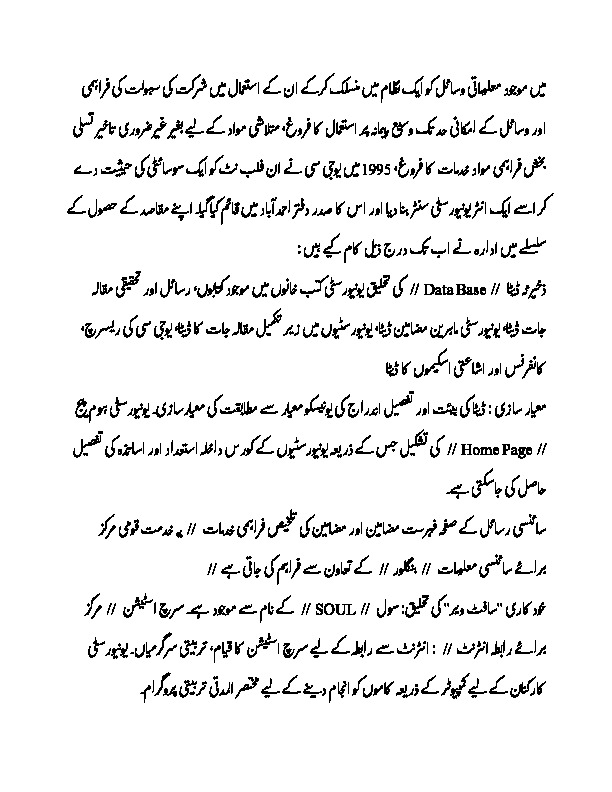 میں موجود معلوماتی وسائل کو ایک نظام میں منسلک کرکے ان کے استعمال میں شرکت کی سہولت کی فراہمی
اور وسائل کے امکانی حد تک وسیع پیمانہ پر استعمال کا فروغ، متلاشی مواد کے لیے بغیر غیر ضروری تاخیر تسلی
بخش فراہمی مواد خدمات کا فروغ، 1995 میں یوجی سی نے ان فلب نٹ کو ایک سوسائٹی کی حیثیت دے
کر اسے ایک انٹر یونیورسٹی سنٹر بنا دیا اور اس کا صدر دفتر احمد آباد میں قائم کیا گیا۔ اپنے مقاصد کے حصول کے
سلسلے میں ادارہ نے اب تک درج ذیل کام کیے ہیں :
ذخیرئہ ڈیٹا // Data Base // کی تخلیق یونیورسٹی کتب خانوں میں موجود کتابوں، رسائل اور تحقیقی مقالہ
جات ڈیٹا، یونیورسٹی ماہرین مضامین ڈیٹا، یونیورسٹیوں میں زیر تکمیل مقالہ جات کا ڈیٹا، یوجی سی کی ریسرچ،
کانفرنس اور اشاعتی اسکیموں کا ڈیٹا
معیار سازی : ڈیٹا کی ہیئت اور تفصیل اندراج کی یونیسکو معیار سے مطابقت کی معیار سازی۔ یونیورسٹی ہوم پیج
// Home Page // کی تشکیل جس کے ذریعہ یونیورسٹیوں کے کورس داخلہ استعداد اور اساتذہ کی تفصیل
حاصل کی جاسکتی ہے۔
سائنسی رسائل کے صفحہ فہرست مضامین اور مضامین کی تلخیص فراہمی خدمات // یہ خدمت قومی مرکز
برائے سائنسی معلومات // بنگلور // کے تعاون سے فراہم کی جاتی ہے //
خود کاری "سافٹ ویر" کی تخلیق: سول // SOUL // کے نام سے موجود ہے۔ سرچ اسٹیشن // مرکز
برائے رابطہ انٹرنٹ // : انٹرنٹ سے رابطہ کے لیے سرچ اسٹیشن کا قیام، تربیتی سرگرمیاں۔ یونیورسٹی
کارکنان کے لیے کمپیوٹر کے ذریعہ کاموں کو انجام دینے کے لیے مختصر المدتی تربیتی پروگرام۔